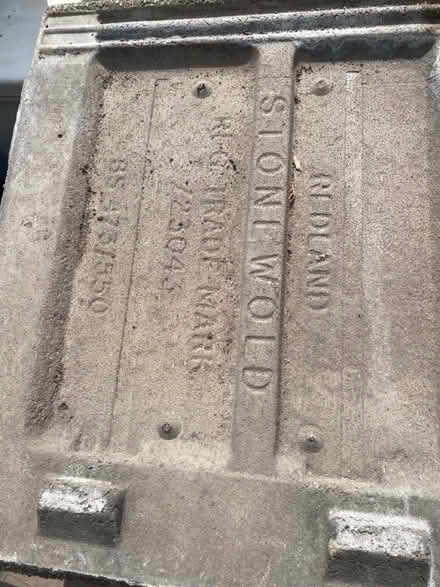 REDLAND
STONEWOLD
REG. TRADE MARK
723043
BS 473/550